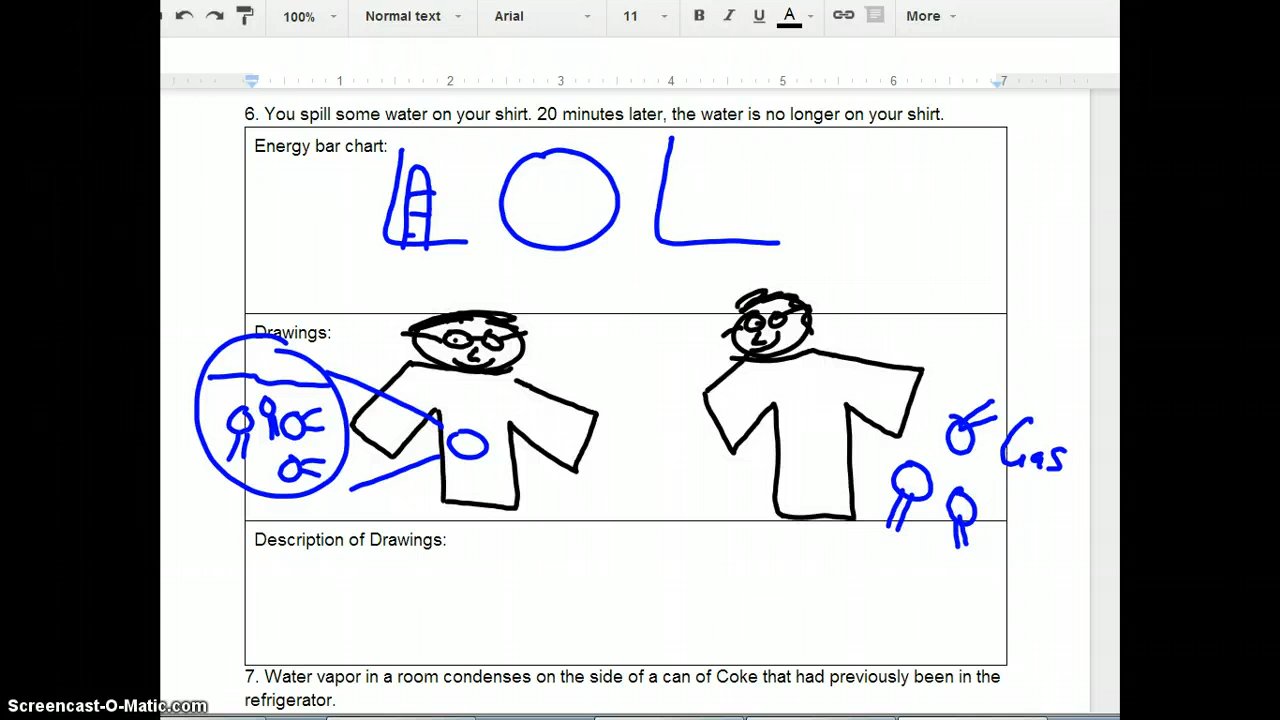 100% Normal text Arial 11 B I U A More
1 2 3 4 5 6 7
6. You spill some water on your shirt. 20 minutes later, the water is no longer on your shirt.
Energy bar chart:
Drawings:
Gas
Description of Drawings:
7. Water vapor in a room condenses on the side of a can of Coke that had previously been in the
refrigerator.
Screencast-O-Matic.com